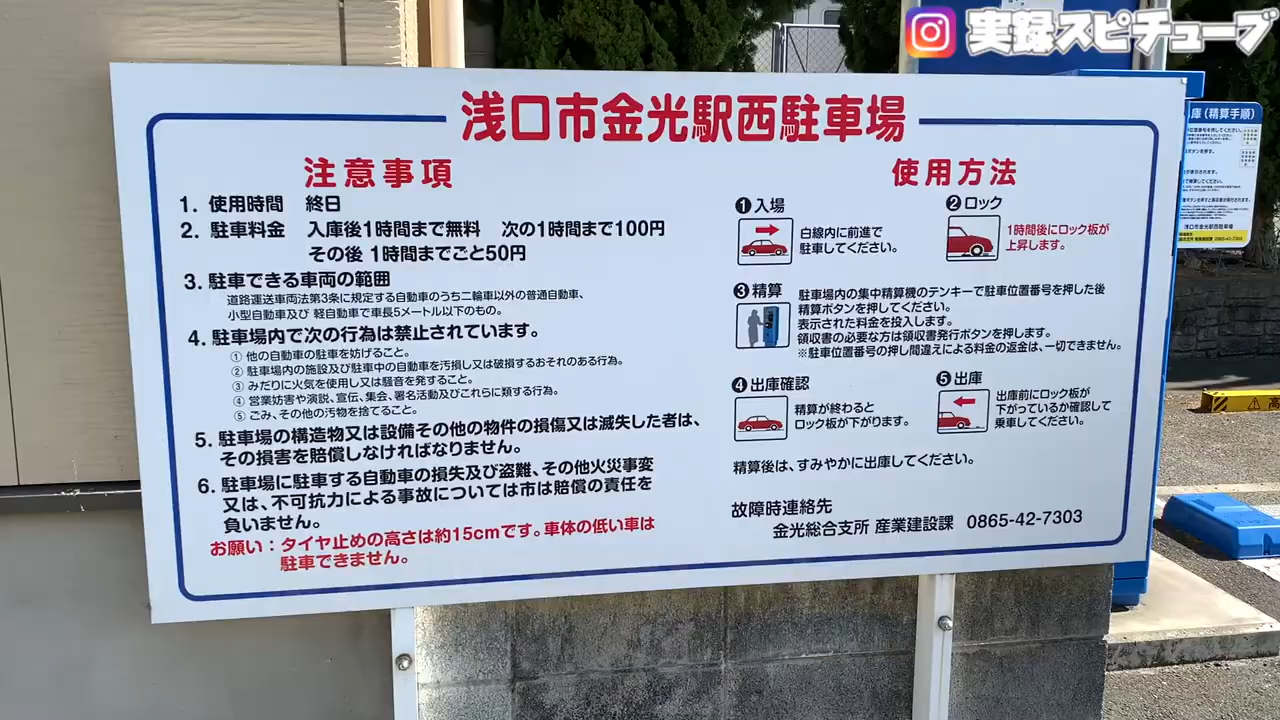 実録スピチューブ
浅口市金光駅西駐車場
注意事項
1. 使用時間 終日
2. 駐車料金 入庫後1時間まで無料 次の1時間まで100円
その後 1時間までごと50円
3. 駐車できる車両の範囲
道路運送車両法第3条に規定する自動車のうち二輪車以外の普通自動車、
小型自動車及び 軽自動車で車長5メートル以下のもの。
4. 駐車場内で次の行為は禁止されています。
① 他の自動車の駐車を妨げること。
② 駐車場内の施設及び駐車中の自動車を汚損し又は破損するおそれのある行為。
③ みだりに火気を使用し又は騒音を発すること。
④ 営業妨害や演説、宣伝、集会、署名活動及びこれらに類する行為。
⑤ ごみ、その他の汚物を捨てること。
5. 駐車場の構造物又は設備その他の物件の損傷又は滅失した者は、
その損害を賠償しなければなりません。
6. 駐車場に駐車する自動車の損失及び盗難、その他火災事変
又は、不可抗力による事故については市は賠償の責任を
負いません。
お願い：タイヤ止めの高さは約15cmです。車体の低い車は
駐車できません。
使用方法
❶入場
白線内に前進で
駐車してください。
❷ロック
1時間後にロック板が
上昇します。
❸精算
駐車場内の集中精算機のテンキーで駐車位置番号を押した後
精算ボタンを押してください。
表示された料金を投入します。
領収書の必要な方は領収書発行ボタンを押します。
※駐車位置番号の押し間違えによる料金の返金は、一切できません。
❹出庫確認
精算が終わると
ロック板が下がります。
❺出庫
出庫前にロック板が
下がっているか確認して
乗車してください。
精算後は、すみやかに出庫してください。
故障時連絡先
金光総合支所 産業建設課 0865-42-7303
庫（精算手順）
浅口市金光駅西駐車場